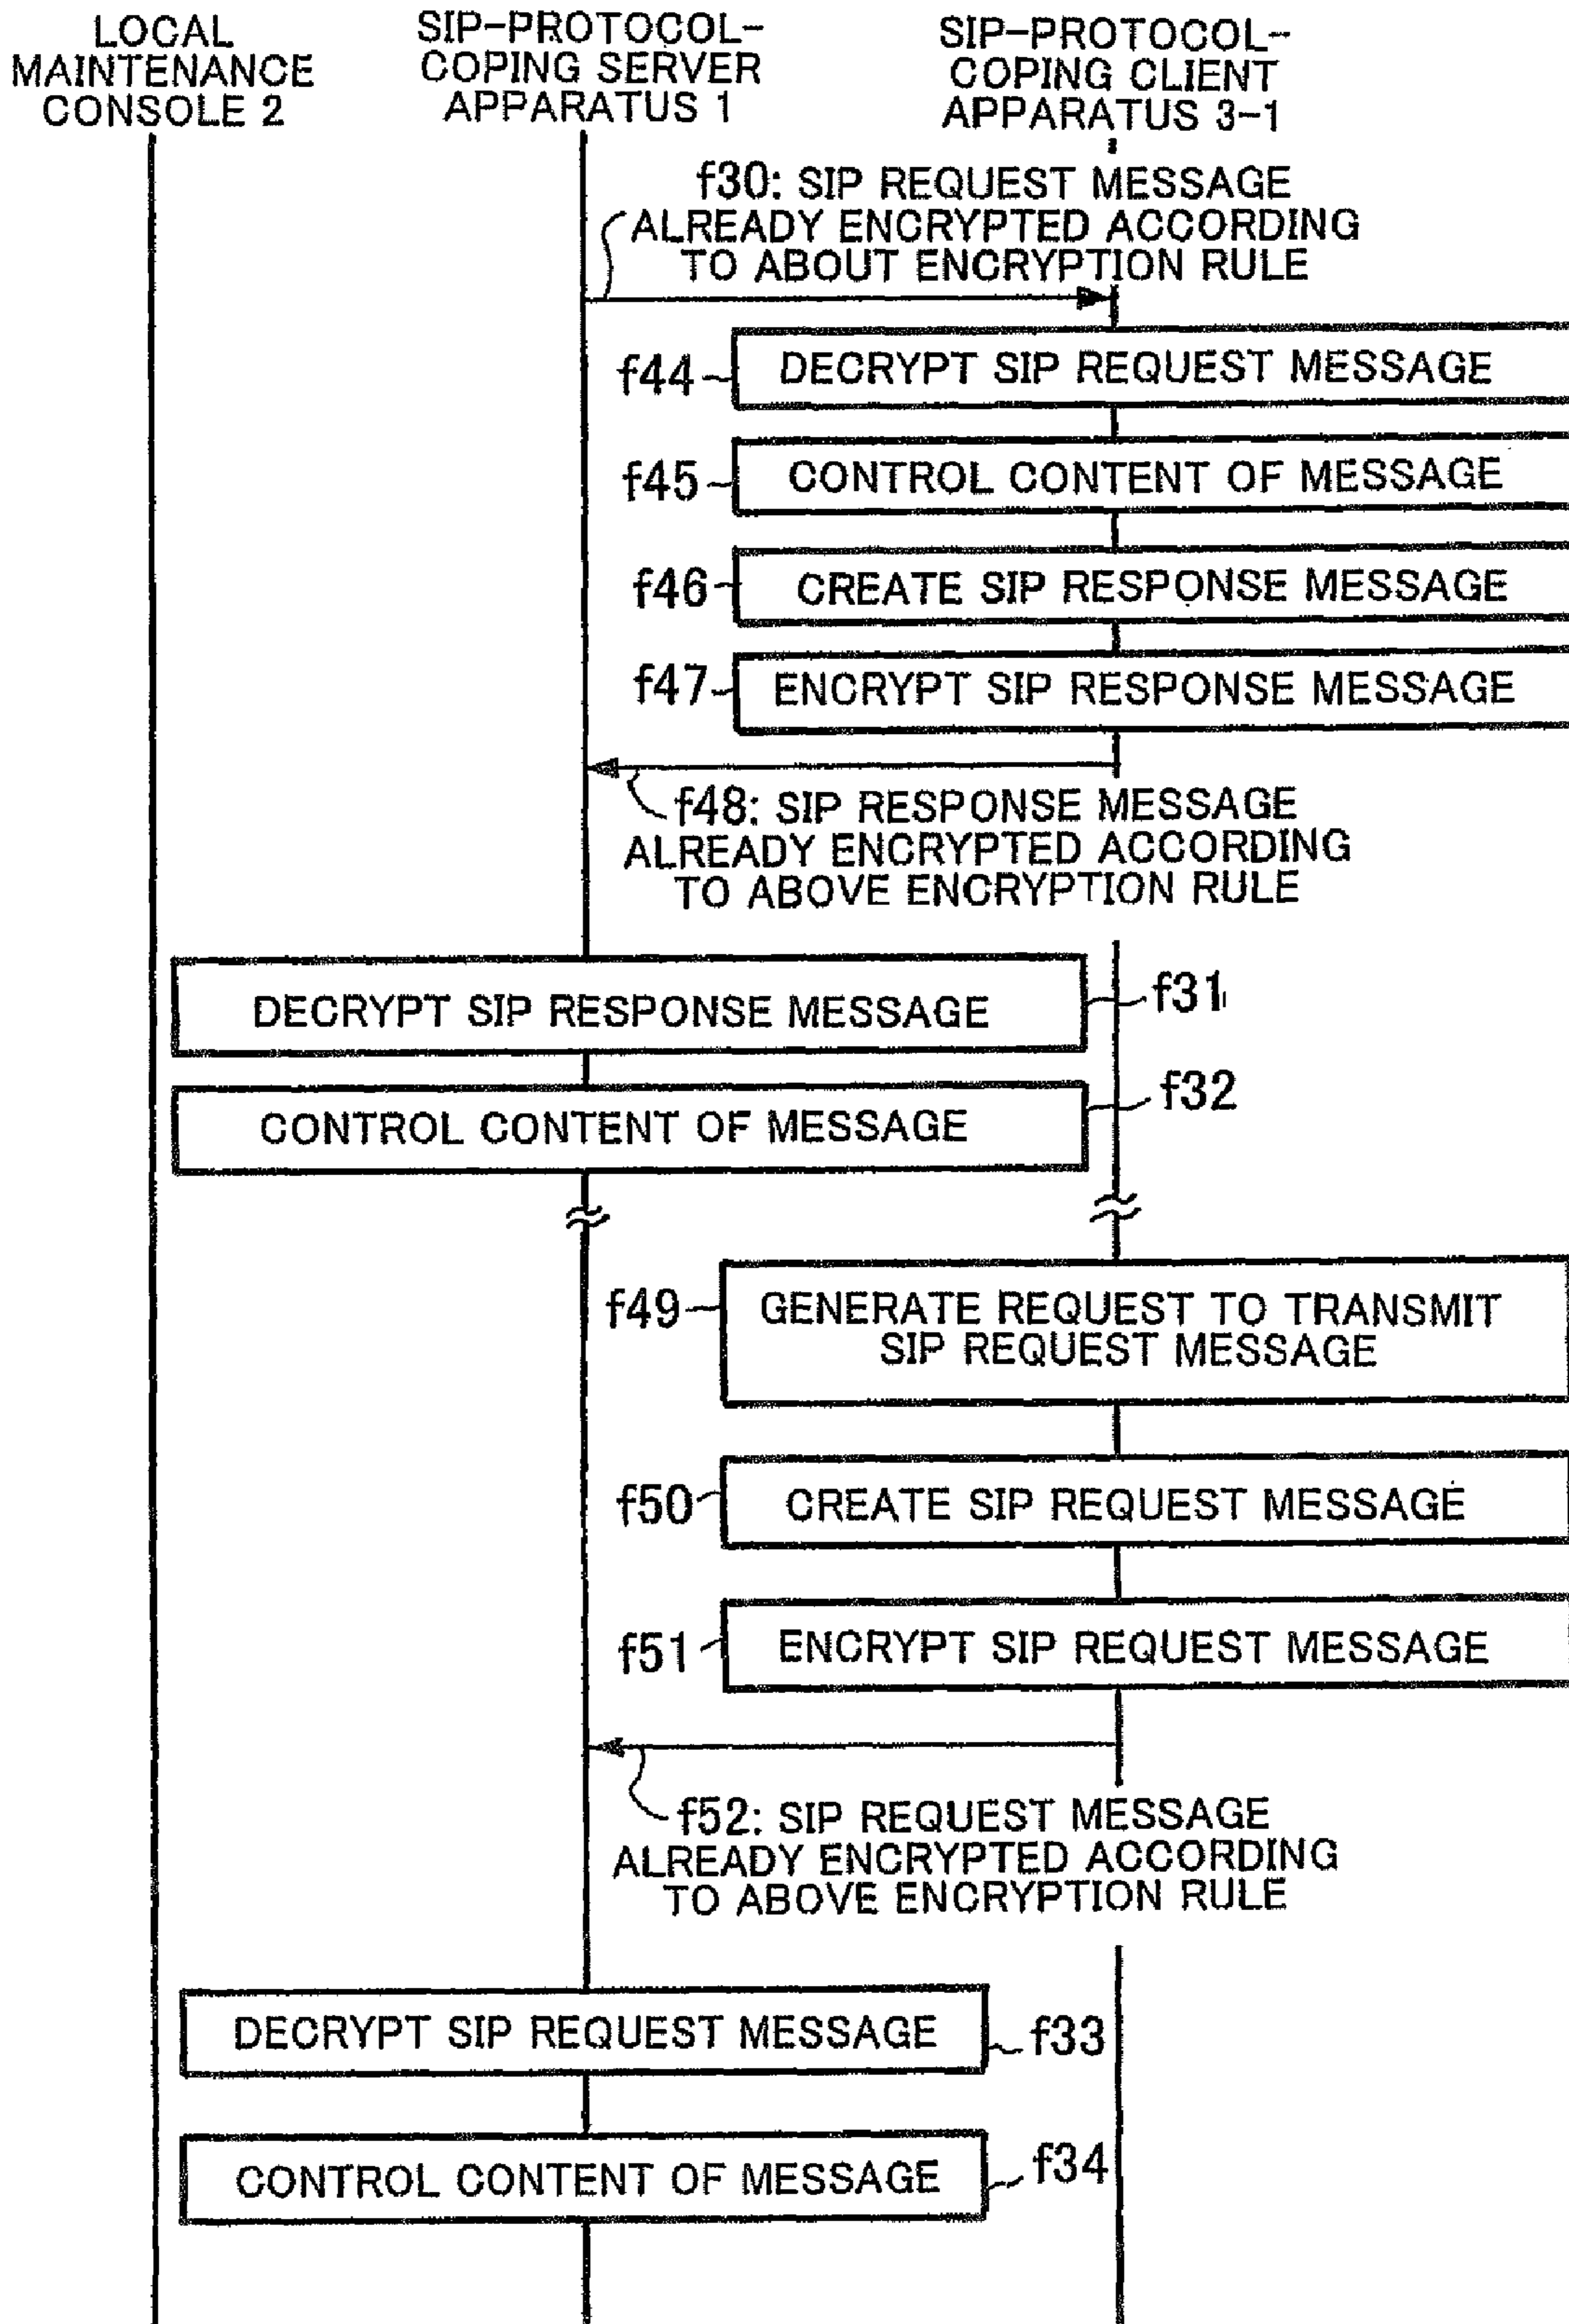 LOCAL
MAINTENANCE
CONSOLE 2
SIP-PROTOCOL-
COPING SERVER
APPARATUS 1
SIP-PROTOCOL-
COPING CLIENT
APPARATUS 3-1
f30: SIP REQUEST MESSAGE
ALREADY ENCRYPTED ACCORDING
TO ABOUT ENCRYPTION RULE
f44
DECRYPT SIP REQUEST MESSAGE
f45
CONTROL CONTENT OF MESSAGE
f46
CREATE SIP RESPONSE MESSAGE
f47
ENCRYPT SIP RESPONSE MESSAGE
f48: SIP RESPONSE MESSAGE
ALREADY ENCRYPTED ACCORDING
TO ABOVE ENCRYPTION RULE
DECRYPT SIP RESPONSE MESSAGE
f31
CONTROL CONTENT OF MESSAGE
f32
f49
GENERATE REQUEST TO TRANSMIT
SIP REQUEST MESSAGE
f50
CREATE SIP REQUEST MESSAGE
f51
ENCRYPT SIP REQUEST MESSAGE
f52: SIP REQUEST MESSAGE
ALREADY ENCRYPTED ACCORDING
TO ABOVE ENCRYPTION RULE
DECRYPT SIP REQUEST MESSAGE
f33
CONTROL CONTENT OF MESSAGE
f34